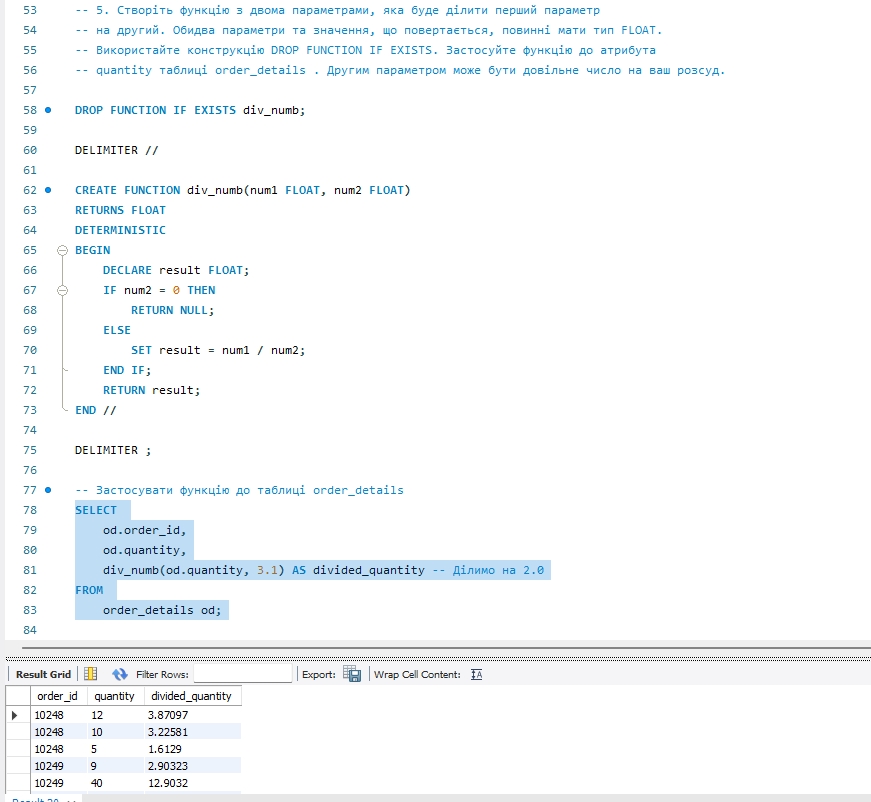 53 -- 5. Створіть функцію з двома параметрами, яка буде ділити перший параметр
54 -- на другий. Обидва параметри та значення, що повертається, повинні мати тип FLOAT.
55 -- Використайте конструкцію DROP FUNCTION IF EXISTS. Застосуйте функцію до атрибута
56 -- quantity таблиці order_details . Другим параметром може бути довільне число на ваш розсуд.
57
58 DROP FUNCTION IF EXISTS div_numb;
59
60 DELIMITER //
61
62 CREATE FUNCTION div_numb(num1 FLOAT, num2 FLOAT)
63 RETURNS FLOAT
64 DETERMINISTIC
65 BEGIN
66 DECLARE result FLOAT;
67 IF num2 = 0 THEN
68 RETURN NULL;
69 ELSE
70 SET result = num1 / num2;
71 END IF;
72 RETURN result;
73 END //
74
75 DELIMITER ;
76
77 -- Застосувати функцію до таблиці order_details
78 SELECT
79 od.order_id,
80 od.quantity,
81 div_numb(od.quantity, 3.1) AS divided_quantity -- Ділимо на 2.0
82 FROM
83 order_details od;
84
Result Grid Filter Rows: Export: Wrap Cell Content:
order_id quantity divided_quantity
10248 12 3.87097
10248 10 3.22581
10248 5 1.6129
10249 9 2.90323
10249 40 12.9032